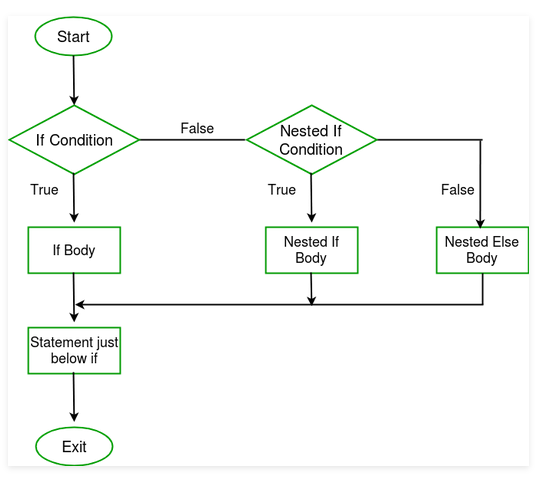 Start
If Condition
False
Nested If
Condition
True
True
False
If Body
Nested If
Body
Nested Else
Body
Statement just
below if
Exit